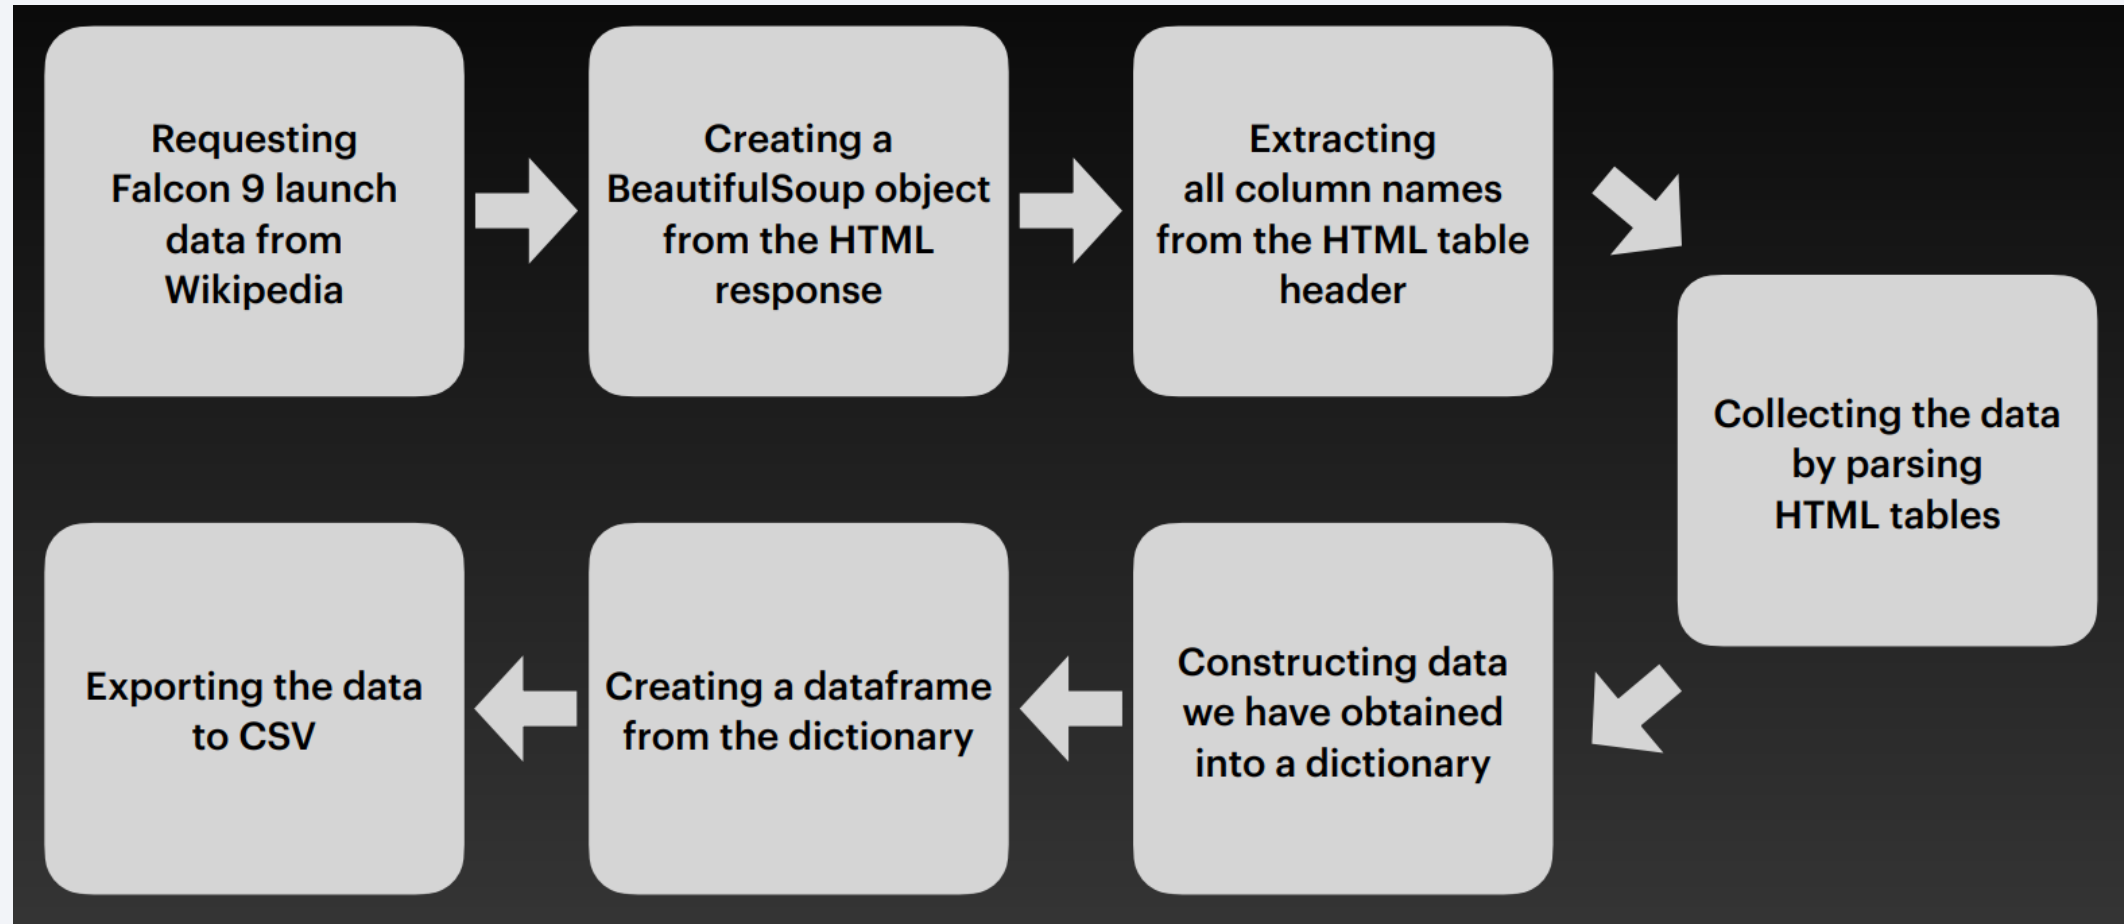 Requesting
Falcon 9 launch
data from
Wikipedia
Creating a
BeautifulSoup object
from the HTML
response
Extracting
all column names
from the HTML table
header
Collecting the data
by parsing
HTML tables
Constructing data
we have obtained
into a dictionary
Creating a dataframe
from the dictionary
Exporting the data
to CSV